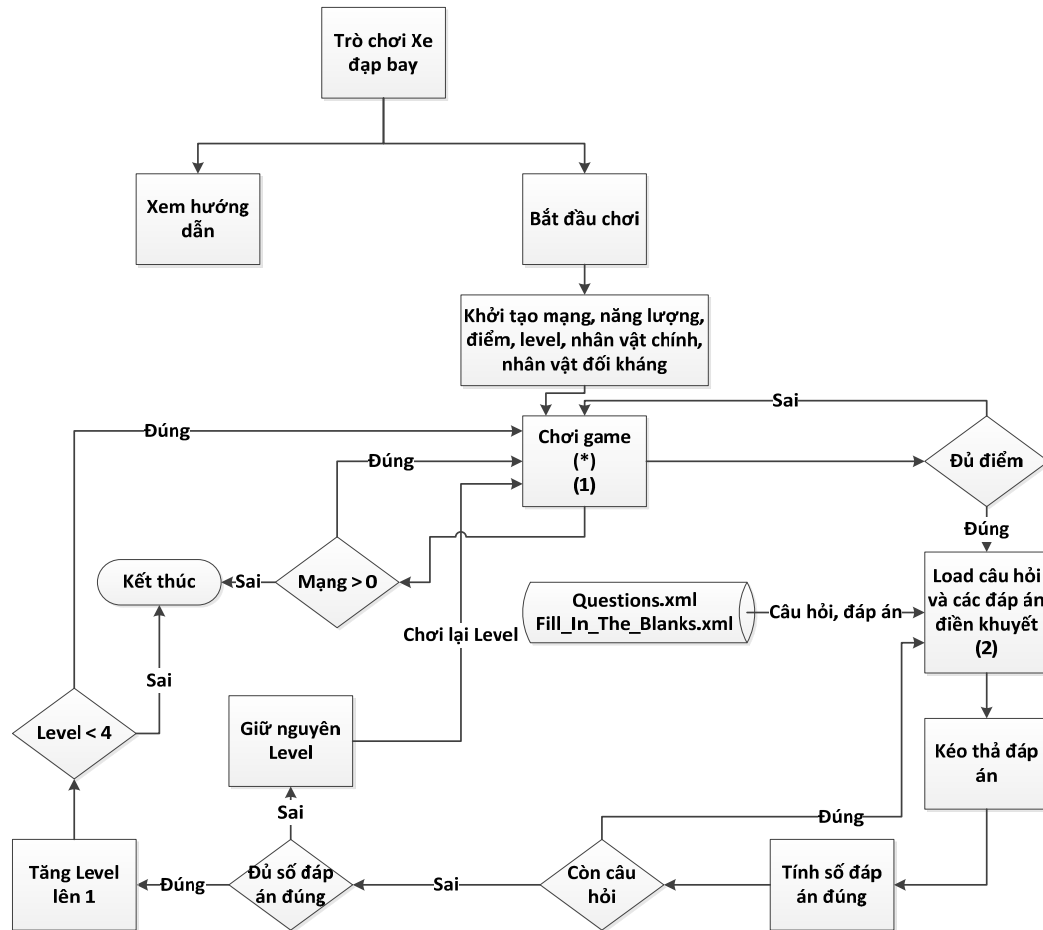 Trò chơi Xe
đạp bay
Xem hướng
dẫn
Bắt đầu chơi
Khởi tạo mạng, năng lượng,
điểm, level, nhân vật chính,
nhân vật đối kháng
Sai
Đúng
Chơi game
(*)
(1)
Đủ điểm
Đúng
Đúng
Kết thúc
Sai
Mạng > 0
Questions.xml
Fill_In_The_Blanks.xml
Câu hỏi, đáp án
Load câu hỏi
và các đáp án
điền khuyết
(2)
Chơi lại Level
Sai
Level < 4
Giữ nguyên
Level
Kéo thả đáp
án
Sai
Đúng
Tăng Level
lên 1
Đúng
Đủ số đáp
án đúng
Sai
Còn câu
hỏi
Tính số đáp
án đúng